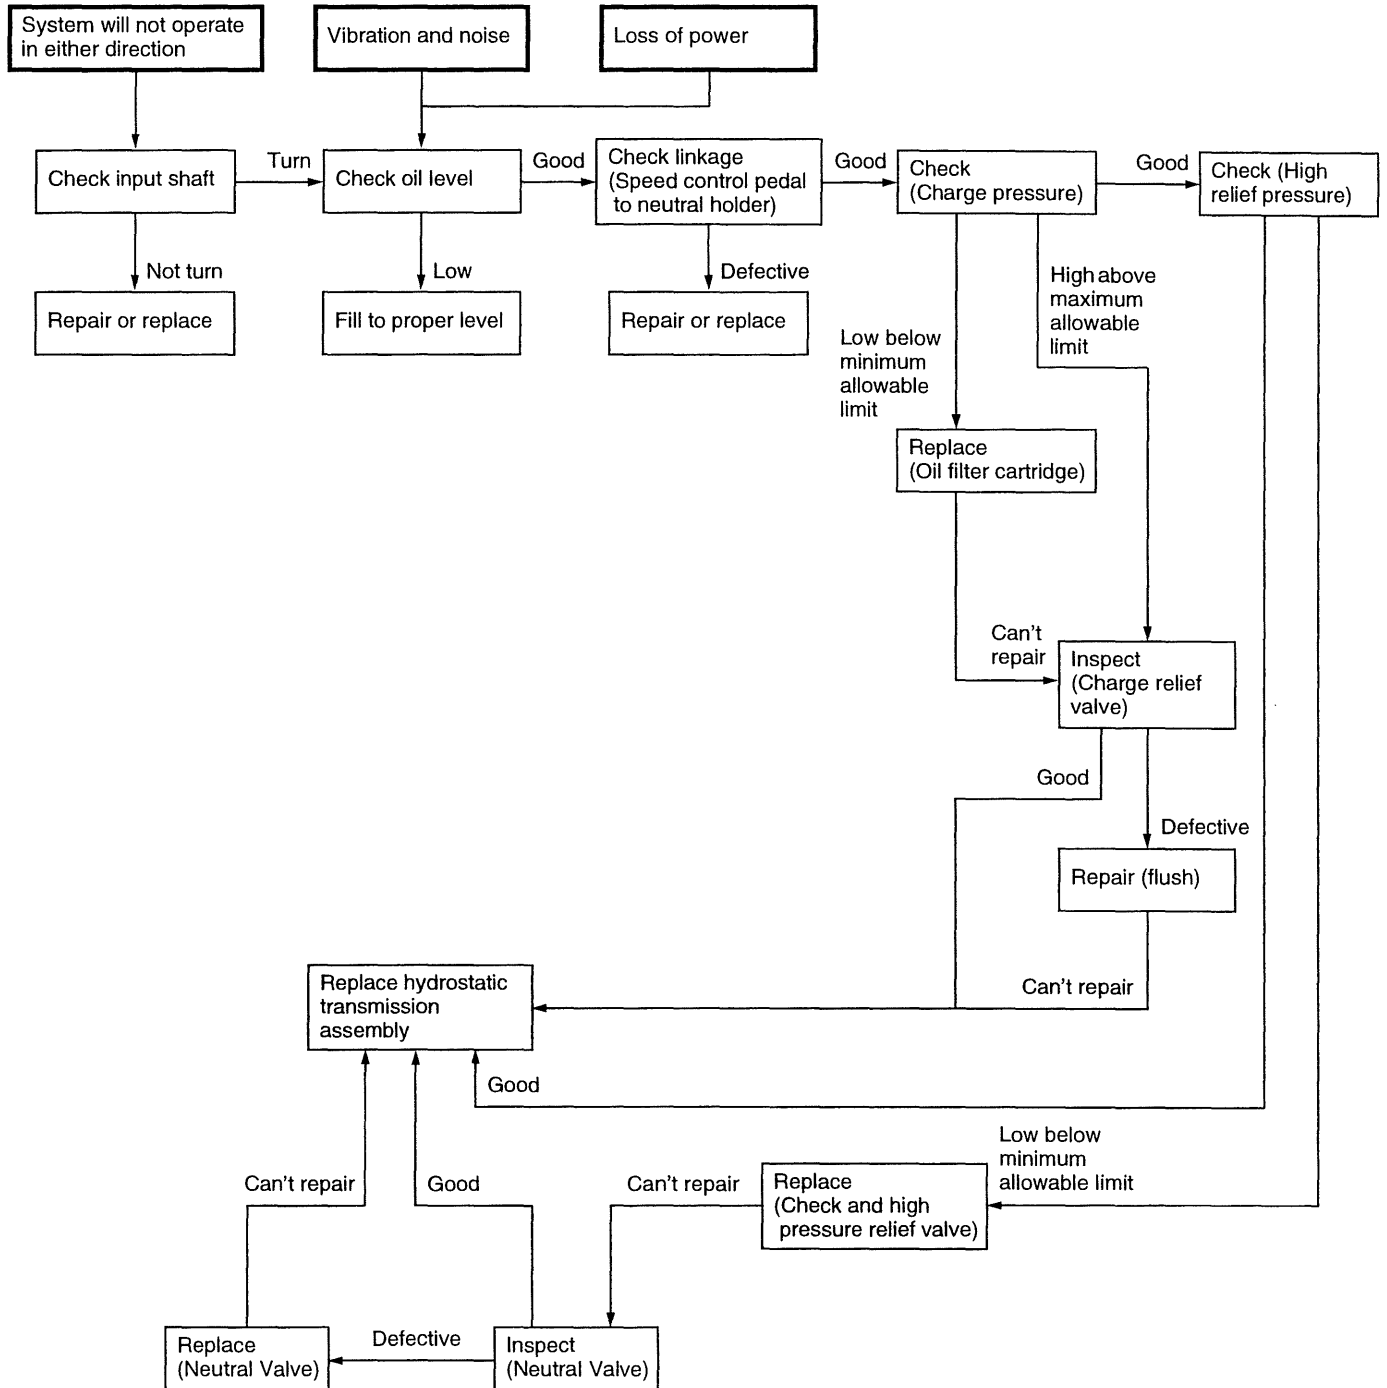 System will not operate
in either direction
Vibration and noise
Loss of power
Check input shaft
Turn
Check oil level
Good
Check linkage
(Speed control pedal
to neutral holder)
Good
Check
(Charge pressure)
Good
Check (High
relief pressure)
Not turn
Low
Defective
Repair or replace
Fill to proper level
Repair or replace
Low below
minimum
allowable
limit
High above
maximum
allowable
limit
Replace
(Oil filter cartridge)
Can't
repair
Inspect
(Charge relief
valve)
Good
Defective
Repair (flush)
Can't repair
Replace hydrostatic
transmission
assembly
Good
Low below
minimum
allowable limit
Can't repair
Good
Can't repair
Replace
(Check and high
pressure relief valve)
Replace
(Neutral Valve)
Defective
Inspect
(Neutral Valve)